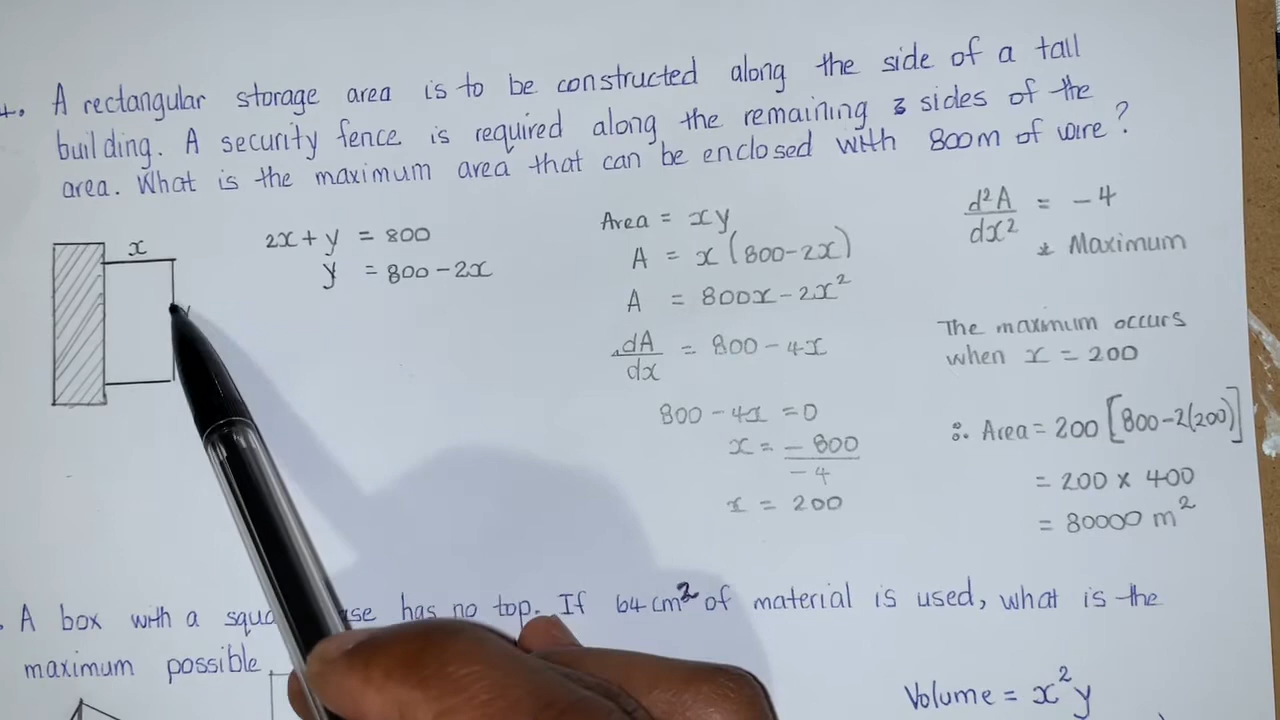 4. A rectangular storage area is to be constructed along the side of a tall
building. A security fence is required along the remaining 3 sides of the
area. What is the maximum area that can be enclosed with 800m of wire?
x
y
2x + y = 800
y = 800 - 2x
Area = xy
A = x(800-2x)
A = 800x - 2x²
dA/dx = 800 - 4x
800 - 4x = 0
x = -800/-4
x = 200
d²A/dx² = -4
* Maximum
The maximum occurs
when x = 200
∴ Area = 200[800-2(200)]
= 200 × 400
= 80000 m²
. A box with a has no top. If 64cm² of material is used, what is the
maximum possible
Volume = x²y